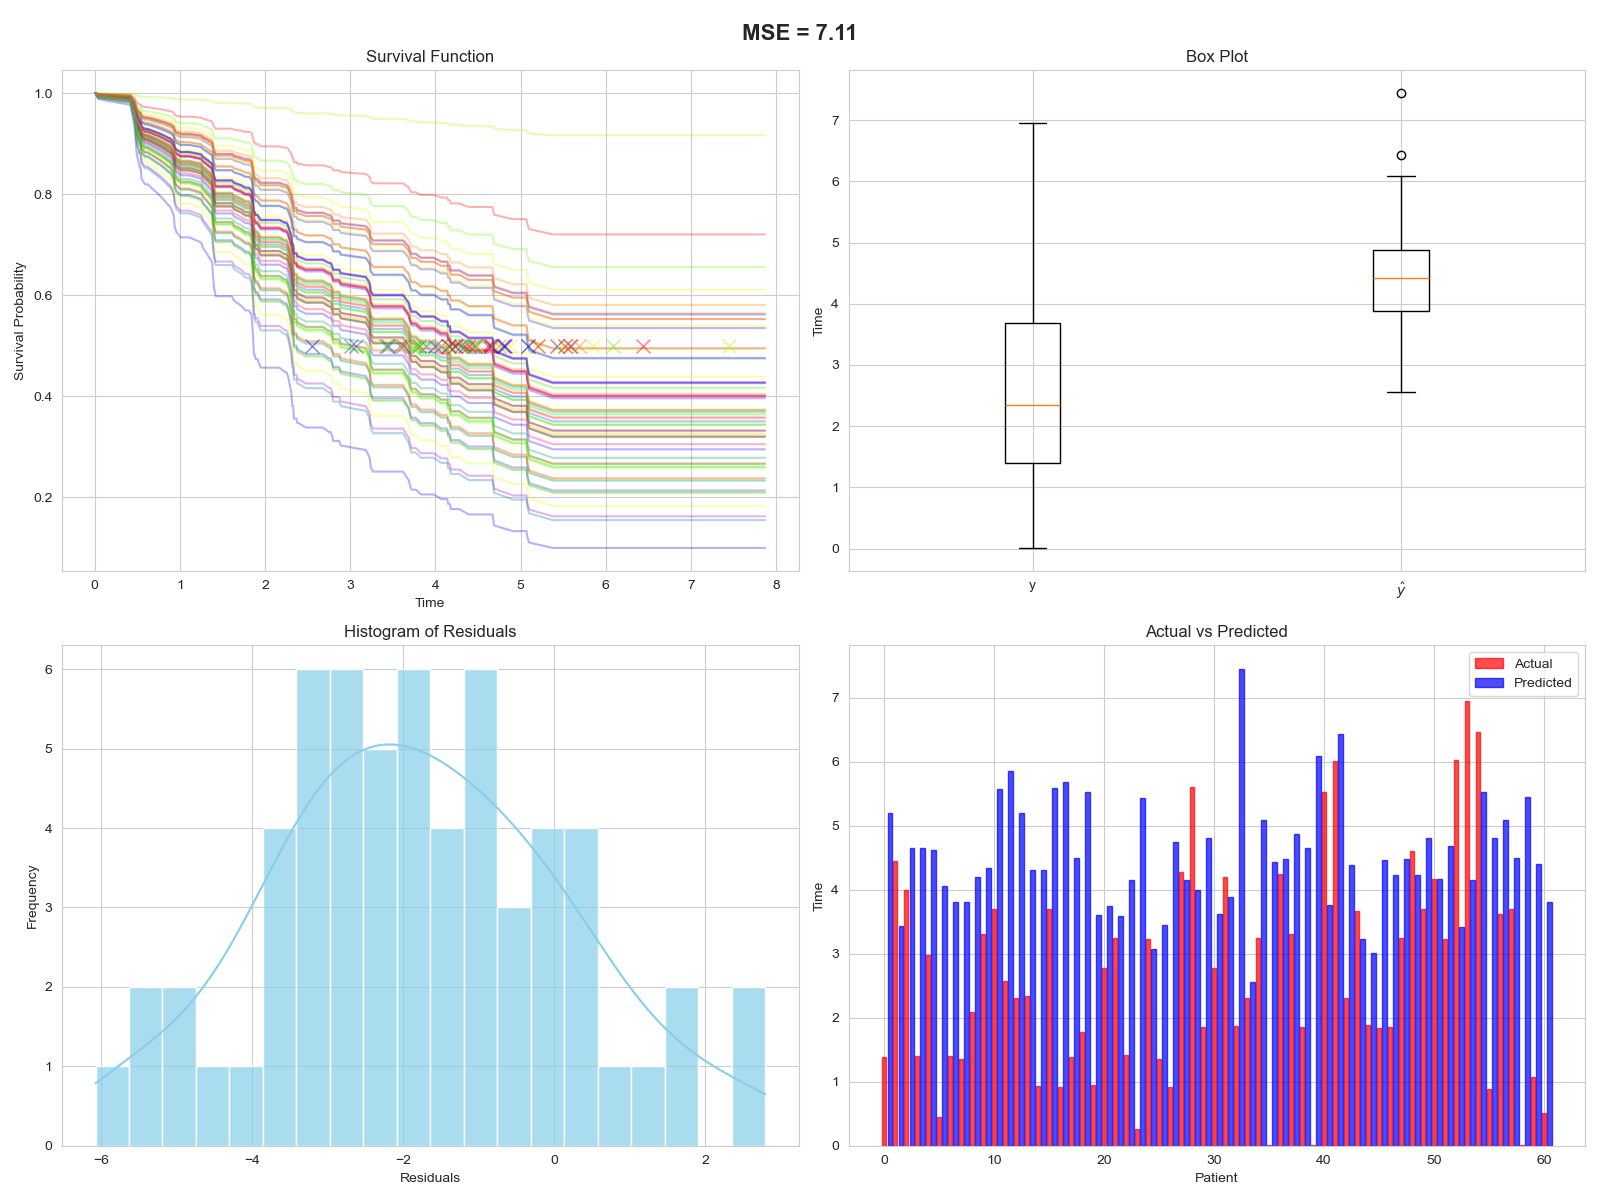 MSE = 7.11
Survival Function
1.0
0.8
0.6
0.4
0.2
Survival Probability
0 1 2 3 4 5 6 7 8
Time
Box Plot
7
6
5
4
3
2
1
0
Time
y ŷ
Histogram of Residuals
6
5
4
3
2
1
0
Frequency
−6 −4 −2 0 2
Residuals
Actual vs Predicted
Actual
Predicted
7
6
5
4
3
2
1
0
Time
0 10 20 30 40 50 60
Patient